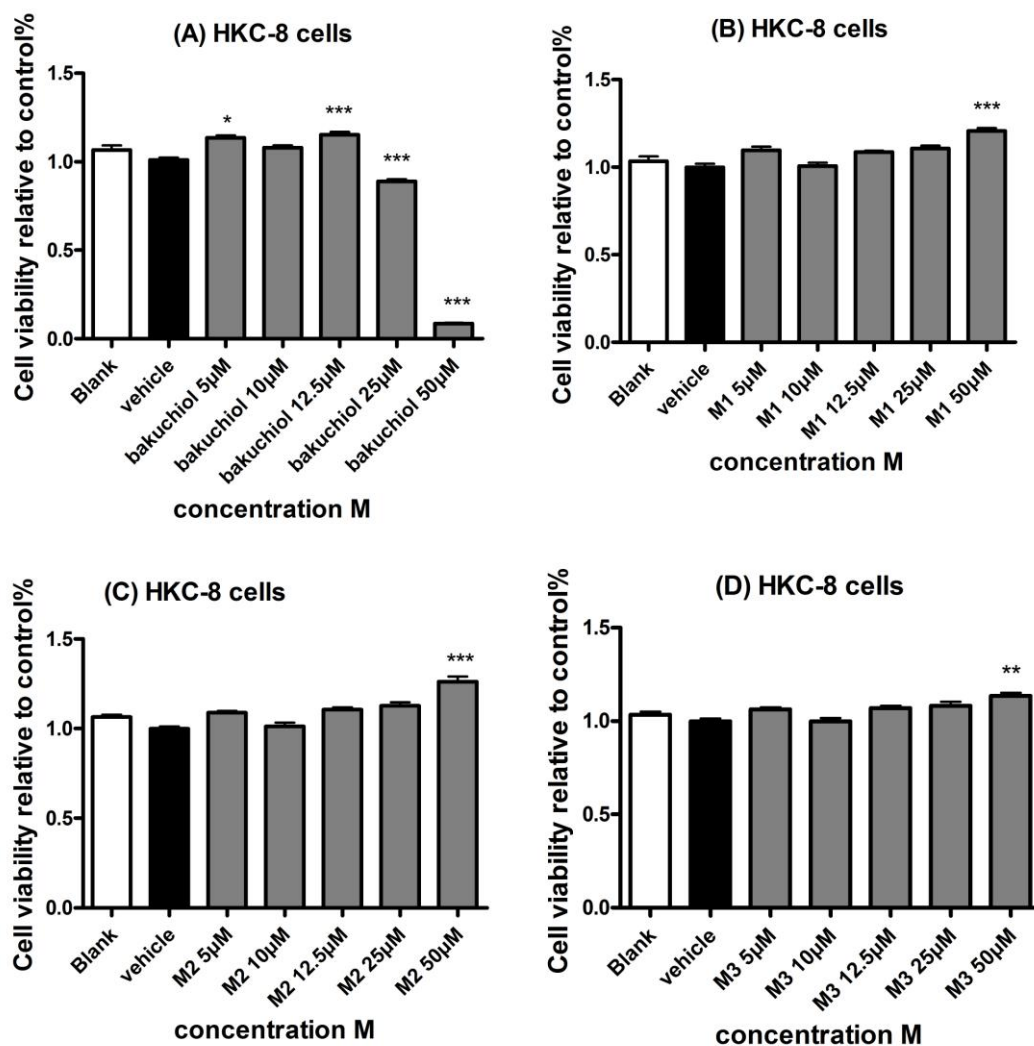 (A) HKC-8 cells
Cell viability relative to control%
1.5
1.0
0.5
0.0
*
***
***
***
Blank
vehicle
bakuchiol 5µM
bakuchiol 10µM
bakuchiol 12.5µM
bakuchiol 25µM
bakuchiol 50µM
concentration M
(B) HKC-8 cells
Cell viability relative to control%
1.5
1.0
0.5
0.0
***
Blank
vehicle
M1 5µM
M1 10µM
M1 12.5µM
M1 25µM
M1 50µM
concentration M
(C) HKC-8 cells
Cell viability relative to control%
1.5
1.0
0.5
0.0
***
Blank
vehicle
M2 5µM
M2 10µM
M2 12.5µM
M2 25µM
M2 50µM
concentration M
(D) HKC-8 cells
Cell viability relative to control%
1.5
1.0
0.5
0.0
**
Blank
vehicle
M3 5µM
M3 10µM
M3 12.5µM
M3 25µM
M3 50µM
concentration M